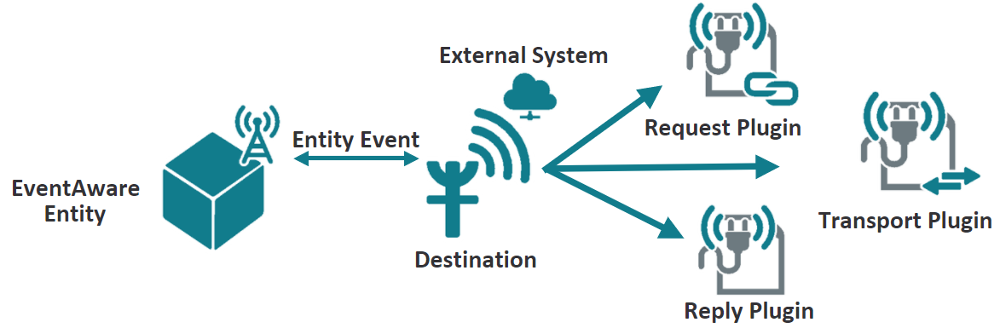 External System
Request Plugin
Entity Event
EventAware
Entity
Destination
Transport Plugin
Reply Plugin